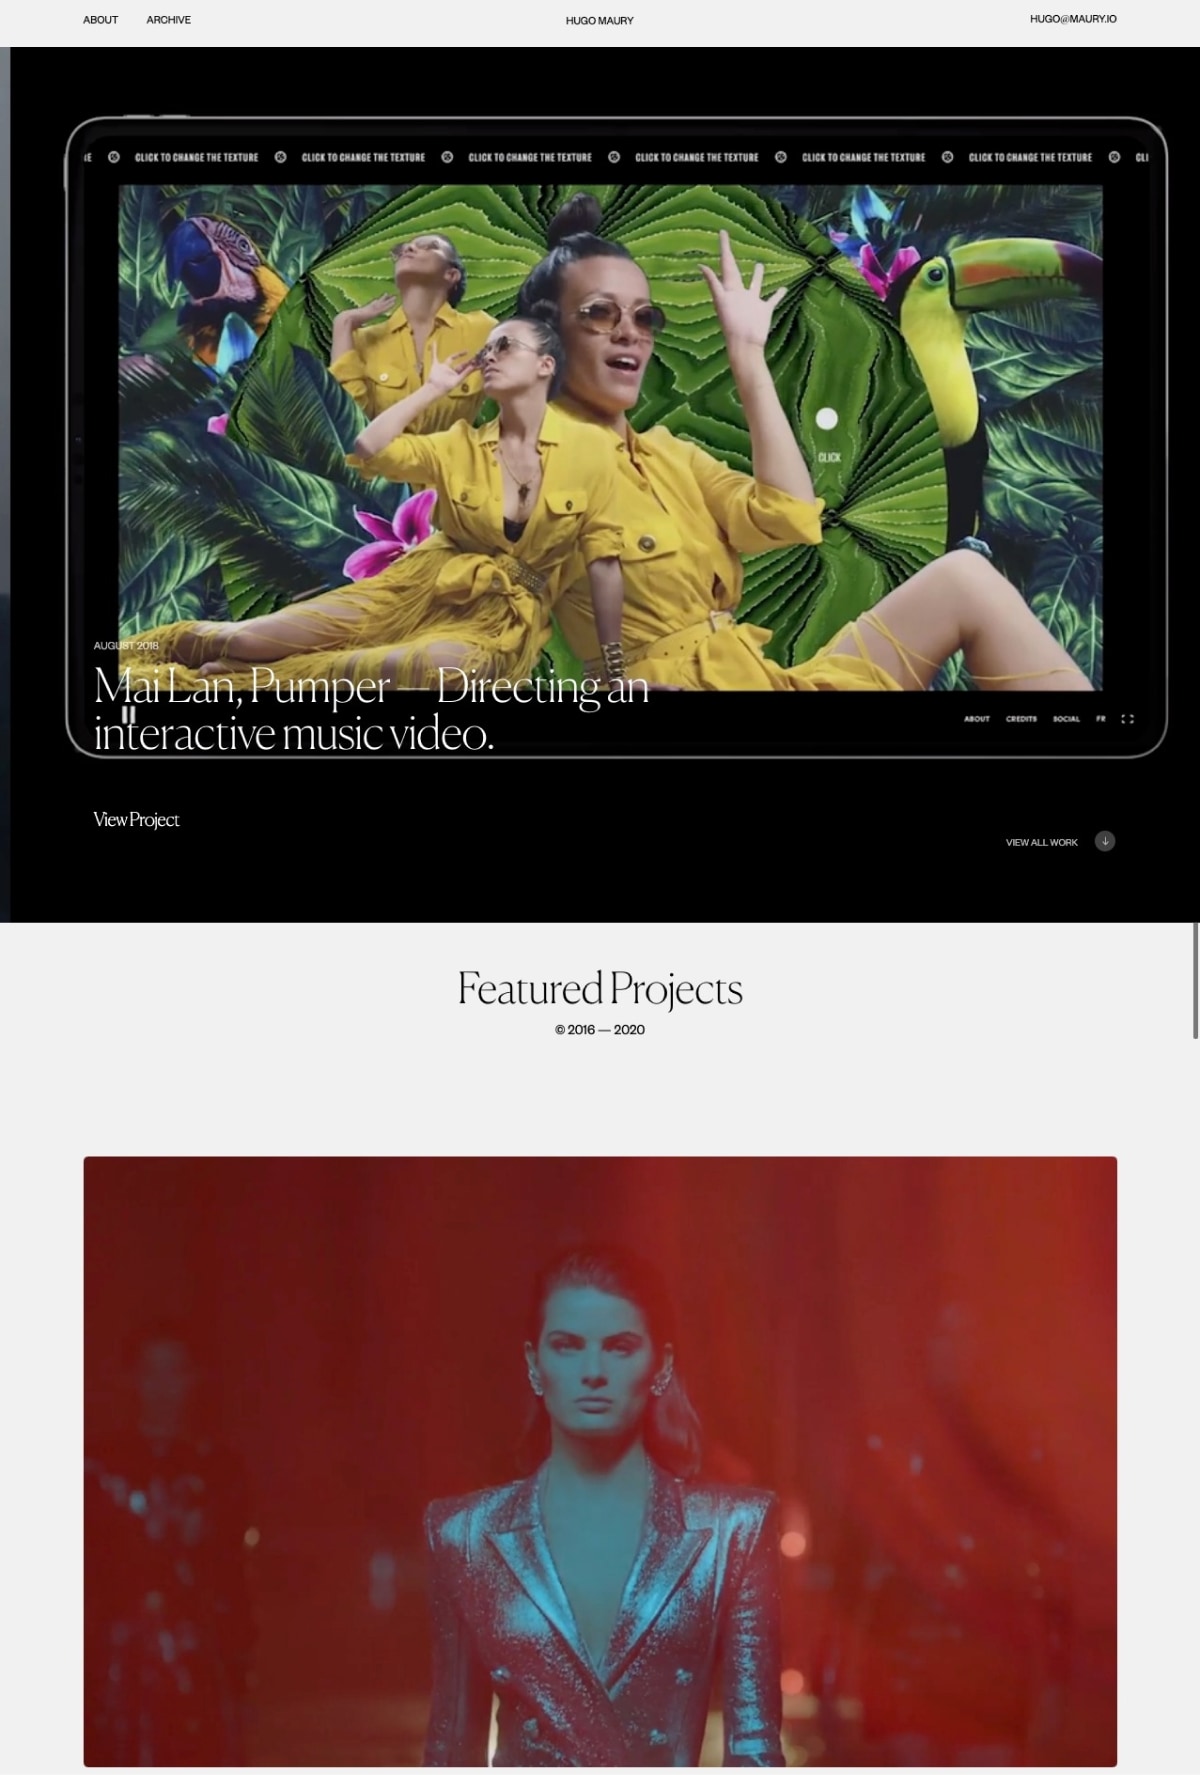 ABOUT ARCHIVE HUGO MAURY HUGO@MAURY.IO
CLICK TO CHANGE THE TEXTURE CLICK TO CHANGE THE TEXTURE CLICK TO CHANGE THE TEXTURE CLICK TO CHANGE THE TEXTURE CLICK TO CHANGE THE TEXTURE CLICK TO CHANGE THE TEXTURE CLI
CLICK
AUGUST 2018
Mai Lan, Pumper — Directing an
interactive music video.
ABOUT CREDITS SOCIAL FR
View Project
VIEW ALL WORK
Featured Projects
© 2016 — 2020